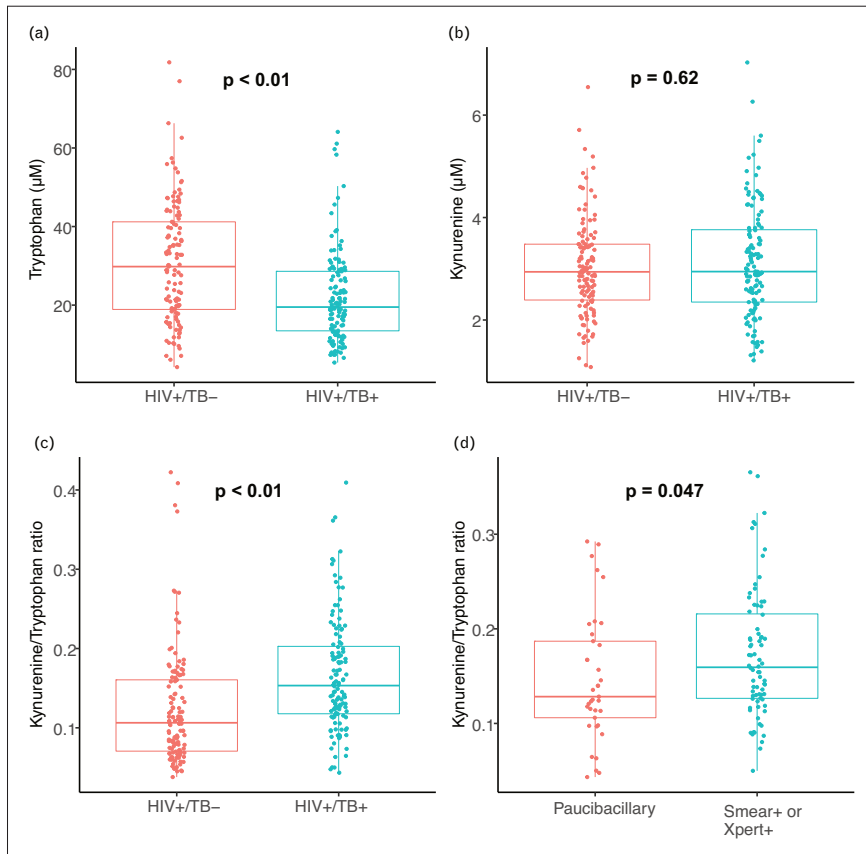 (a)
Tryptophan (µM)
80
60
40
20
p < 0.01
HIV+/TB−
HIV+/TB+
(b)
Kynurenine (µM)
6
4
2
p = 0.62
HIV+/TB−
HIV+/TB+
(c)
Kynurenine/Tryptophan ratio
0.4
0.3
0.2
0.1
p < 0.01
HIV+/TB−
HIV+/TB+
(d)
Kynurenine/Tryptophan ratio
0.3
0.2
0.1
p = 0.047
Paucibacillary
Smear+ or
Xpert+